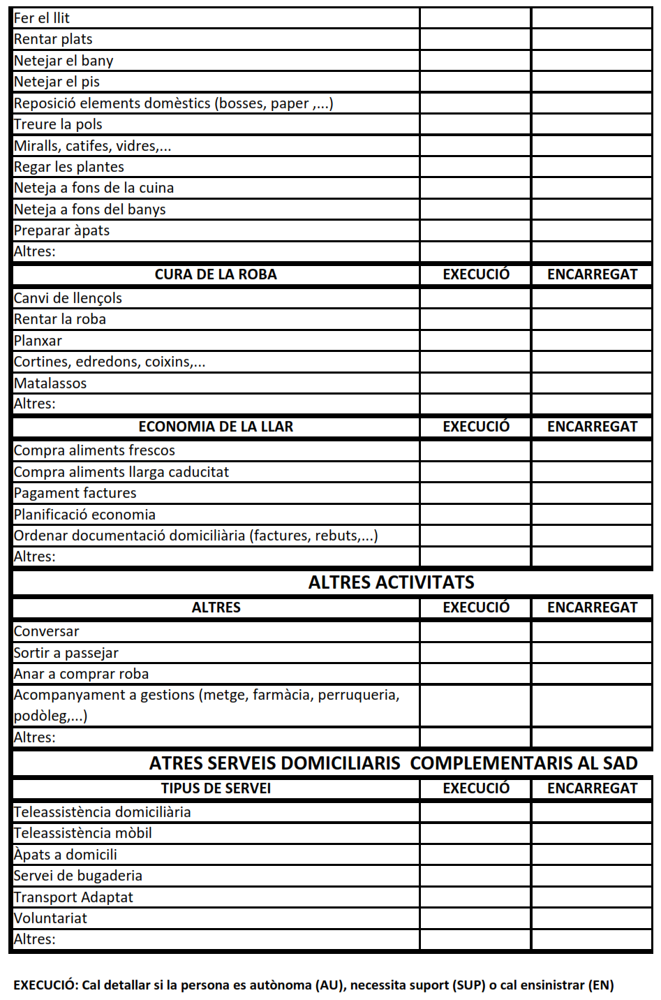 Fer el llit
Rentar plats
Netejar el bany
Netejar el pis
Reposició elements domèstics (bosses, paper ,...)
Treure la pols
Miralls, catifes, vidres,...
Regar les plantes
Neteja a fons de la cuina
Neteja a fons del banys
Preparar àpats
Altres:
CURA DE LA ROBA EXECUCIÓ ENCARREGAT
Canvi de llençols
Rentar la roba
Planxar
Cortines, edredons, coixins,...
Matalassos
Altres:
ECONOMIA DE LA LLAR EXECUCIÓ ENCARREGAT
Compra aliments frescos
Compra aliments llarga caducitat
Pagament factures
Planificació economia
Ordenar documentació domiciliària (factures, rebuts,...)
Altres:
ALTRES ACTIVITATS
ALTRES EXECUCIÓ ENCARREGAT
Conversar
Sortir a passejar
Anar a comprar roba
Acompanyament a gestions (metge, farmàcia, perruqueria,
podòleg,...)
Altres:
ATRES SERVEIS DOMICILIARIS  COMPLEMENTARIS AL SAD
TIPUS DE SERVEI EXECUCIÓ ENCARREGAT
Teleassistència domiciliària
Teleassistència mòbil
Àpats a domicili
Servei de bugaderia
Transport Adaptat
Voluntariat
Altres:
EXECUCIÓ: Cal detallar si la persona es autònoma (AU), necessita suport (SUP) o cal ensinistrar (EN)